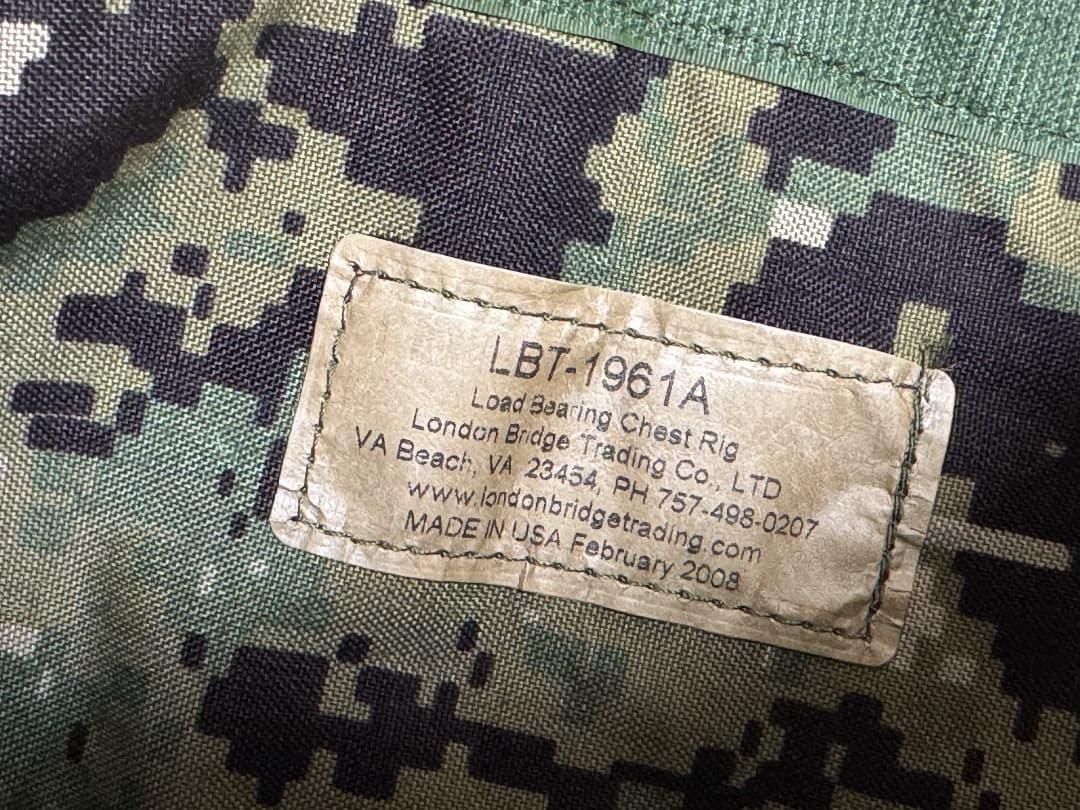 LBT-1961A
Load Bearing Chest Rig
London Bridge Trading Co., LTD
VA Beach, VA 23454, PH 757-498-0207
www.londonbridgetrading.com
MADE IN USA February 2008